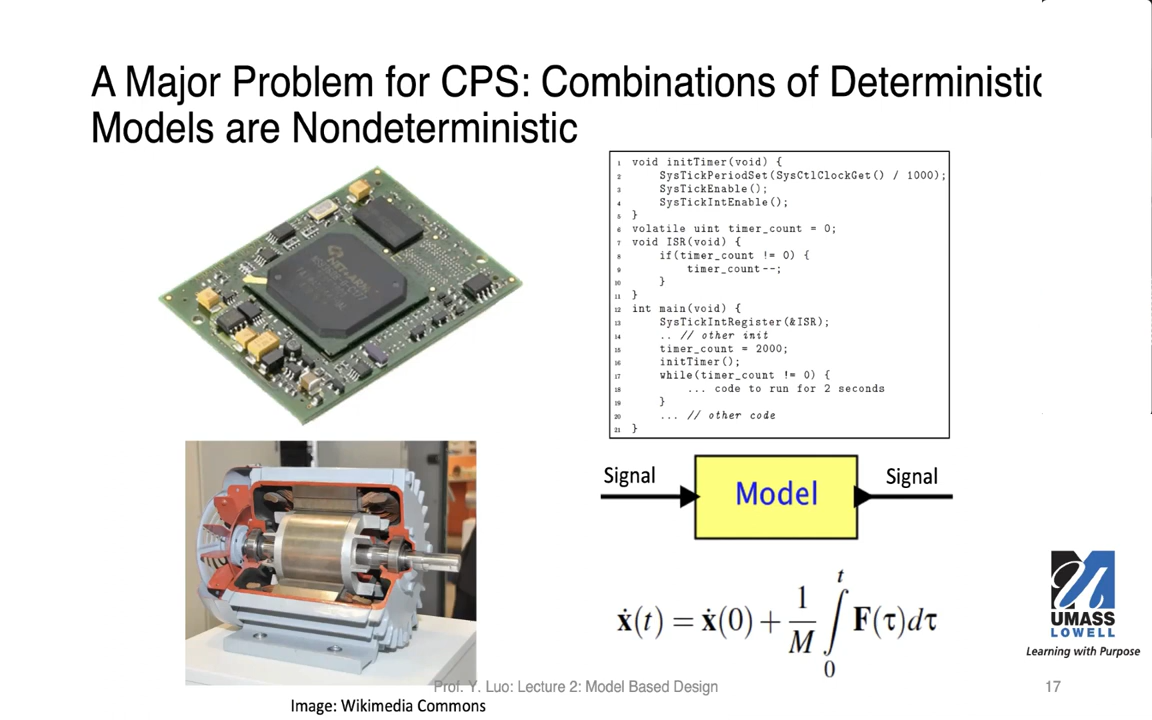 A Major Problem for CPS: Combinations of Deterministic
Models are Nondeterministic
1 void initTimer(void) {
2 SysTickPeriodSet(SysCtlClockGet() / 1000);
3 SysTickEnable();
4 SysTickIntEnable();
5 }
6 volatile uint timer_count = 0;
7 void ISR(void) {
8 if(timer_count != 0) {
9 timer_count--;
10 }
11 }
12 int main(void) {
13 SysTickIntRegister(&ISR);
14 .. // other init
15 timer_count = 2000;
16 initTimer();
17 while(timer_count != 0) {
18 ... code to run for 2 seconds
19 }
20 ... // other code
21 }
Signal
Model
Signal
ẋ(t) = ẋ(0) + 1/M ∫₀ᵗ F(τ)dτ
UMASS
LOWELL
Learning with Purpose
Prof. Y. Luo: Lecture 2: Model Based Design
17
Image: Wikimedia Commons